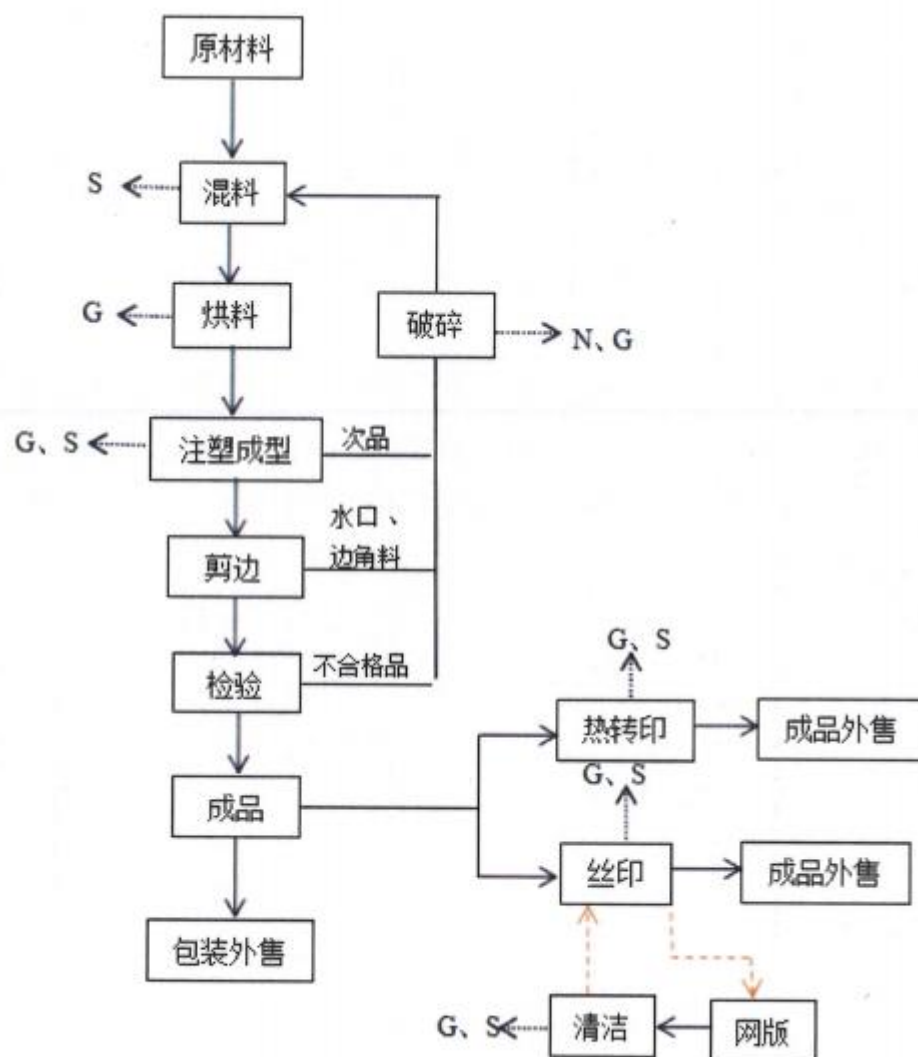 原材料
S
混料
G
烘料
破碎
N、G
G、S
注塑成型
次品
水口、
剪边
边角料
检验
不合格品
G、S
热转印
成品外售
成品
G、S
丝印
成品外售
包装外售
G、S
清洁
网版